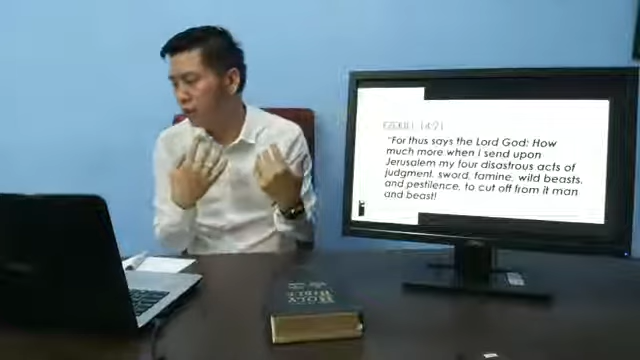 EZEKIEL 14:21
"For thus says the Lord God: How
much more when I send upon
Jerusalem my four disastrous acts of
judgment, sword, famine, wild beasts,
and pestilence, to cut off from it man
and beast!
HOLY
BIBLE